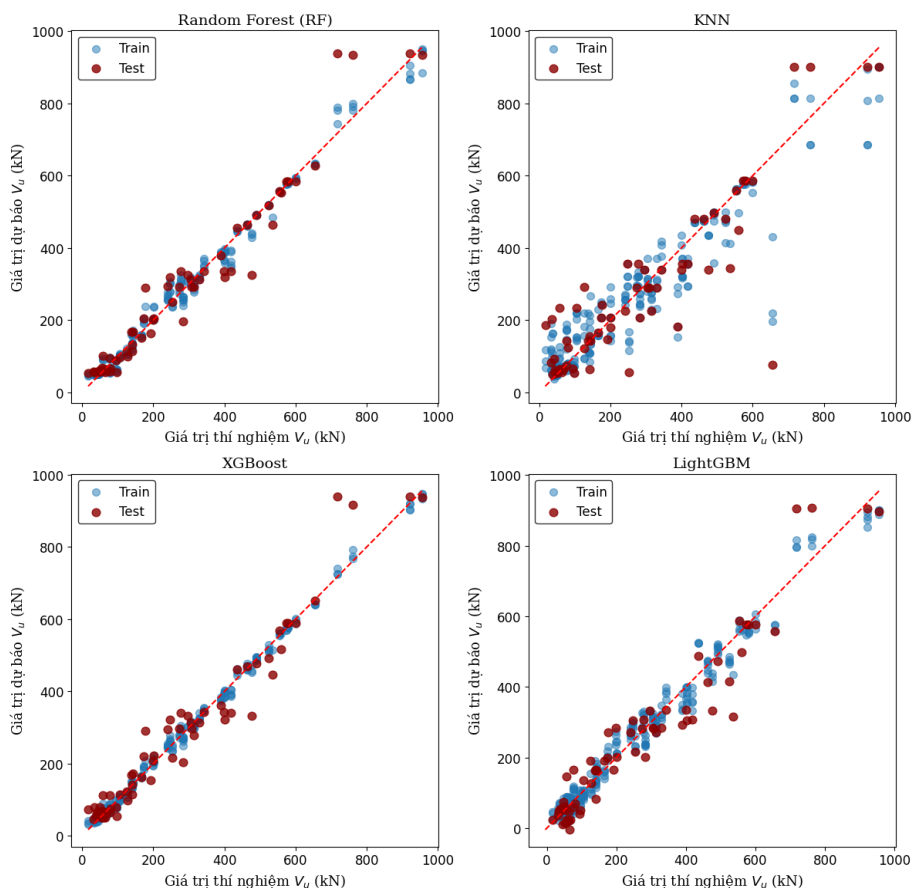 Random Forest (RF)
Train
Test
1000
800
600
400
200
0
0 200 400 600 800 1000
Giá trị dự báo V_u (kN)
Giá trị thí nghiệm V_u (kN)
KNN
Train
Test
1000
800
600
400
200
0
0 200 400 600 800 1000
Giá trị dự báo V_u (kN)
Giá trị thí nghiệm V_u (kN)
XGBoost
Train
Test
1000
800
600
400
200
0
0 200 400 600 800 1000
Giá trị dự báo V_u (kN)
Giá trị thí nghiệm V_u (kN)
LightGBM
Train
Test
1000
800
600
400
200
0
0 200 400 600 800 1000
Giá trị dự báo V_u (kN)
Giá trị thí nghiệm V_u (kN)